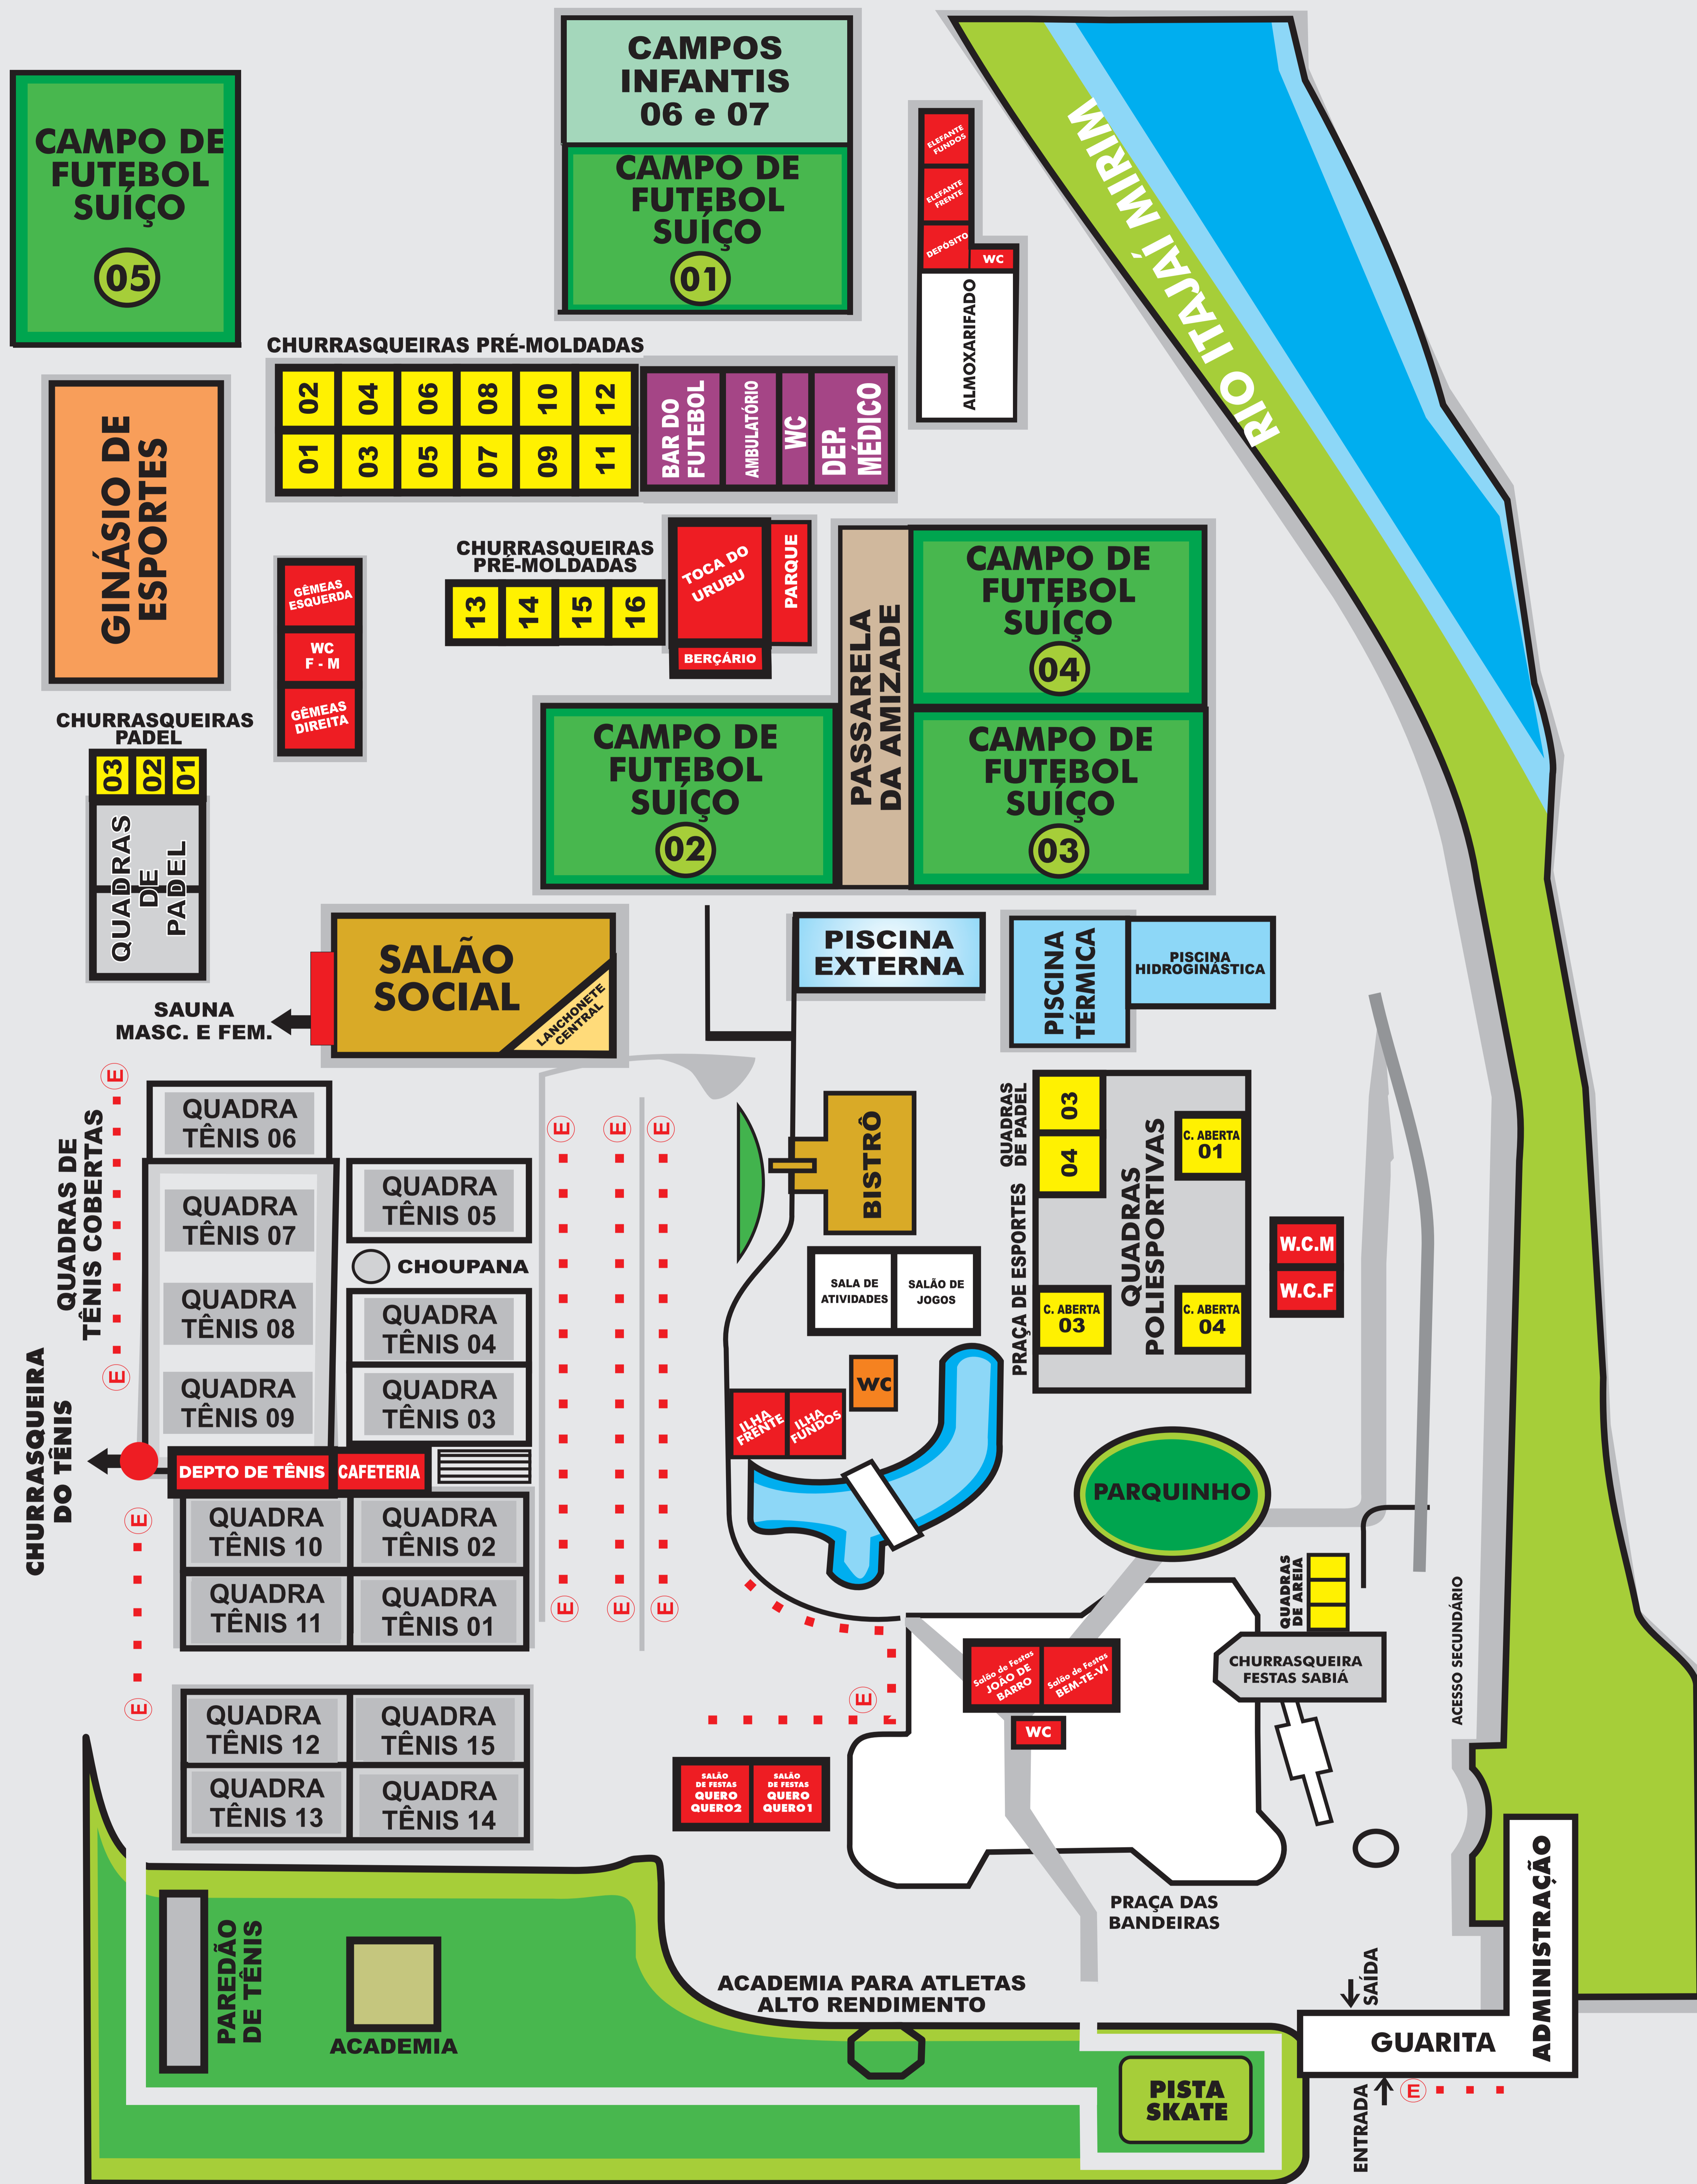 CAMPOS
INFANTIS
06 e 07
CAMPO DE
FUTEBOL
SUÍÇO
05
CAMPO DE
FUTEBOL
SUÍÇO
01
ELEFANTE
FUNDOS
ELEFANTE
FRENTE
DEPÓSITO
WC
ALMOXARIFADO
RIO ITAJAÍ MIRIM
CHURRASQUEIRAS PRÉ-MOLDADAS
02
04
06
08
10
12
01
03
05
07
09
11
BAR DO
FUTEBOL
AMBULATÓRIO
WC
DEP.
MÉDICO
GINÁSIO DE
ESPORTES
GÊMEAS
ESQUERDA
WC
F - M
GÊMEAS
DIREITA
CHURRASQUEIRAS
PRÉ-MOLDADAS
13
14
15
16
TOCA DO
URUBU
PARQUE
BERÇÁRIO
PASSARELA
DA AMIZADE
CAMPO DE
FUTEBOL
SUÍÇO
04
CAMPO DE
FUTEBOL
SUÍÇO
02
CAMPO DE
FUTEBOL
SUÍÇO
03
CHURRASQUEIRAS
PADEL
03
02
01
QUADRAS
DE
PADEL
SALÃO
SOCIAL
LANCHONETE
CENTRAL
SAUNA
MASC. E FEM.
PISCINA
EXTERNA
PISCINA
TÉRMICA
PISCINA
HIDROGINÁSTICA
E
QUADRAS DE
TÊNIS COBERTAS
E
QUADRA
TÊNIS 06
QUADRA
TÊNIS 07
QUADRA
TÊNIS 08
QUADRA
TÊNIS 09
QUADRA
TÊNIS 05
CHOUPANA
QUADRA
TÊNIS 04
QUADRA
TÊNIS 03
E
E
E
BISTRÔ
SALA DE
ATIVIDADES
SALÃO DE
JOGOS
QUADRAS
DE PADEL
03
04
PRAÇA DE ESPORTES
QUADRAS
POLIESPORTIVAS
C. ABERTA
01
C. ABERTA
03
C. ABERTA
04
W.C.M
W.C.F
WC
ILHA
FRENTE
ILHA
FUNDOS
CHURRASQUEIRA
DO TÊNIS
DEPTO DE TÊNIS
CAFETERIA
E
E
QUADRA
TÊNIS 10
QUADRA
TÊNIS 02
QUADRA
TÊNIS 11
QUADRA
TÊNIS 01
E
E
E
PARQUINHO
QUADRAS
DE AREIA
CHURRASQUEIRA
FESTAS SABIÁ
ACESSO SECUNDÁRIO
Salão de Festas
JOÃO DE
BARRO
Salão de Festas
BEM-TE-VI
WC
E
QUADRA
TÊNIS 12
QUADRA
TÊNIS 15
QUADRA
TÊNIS 13
QUADRA
TÊNIS 14
SALÃO
DE FESTAS
QUERO
QUERO2
SALÃO
DE FESTAS
QUERO
QUERO1
PRAÇA DAS
BANDEIRAS
PAREDÃO
DE TÊNIS
ACADEMIA
ACADEMIA PARA ATLETAS
ALTO RENDIMENTO
PISTA
SKATE
SAÍDA
GUARITA
ADMINISTRAÇÃO
ENTRADA
E